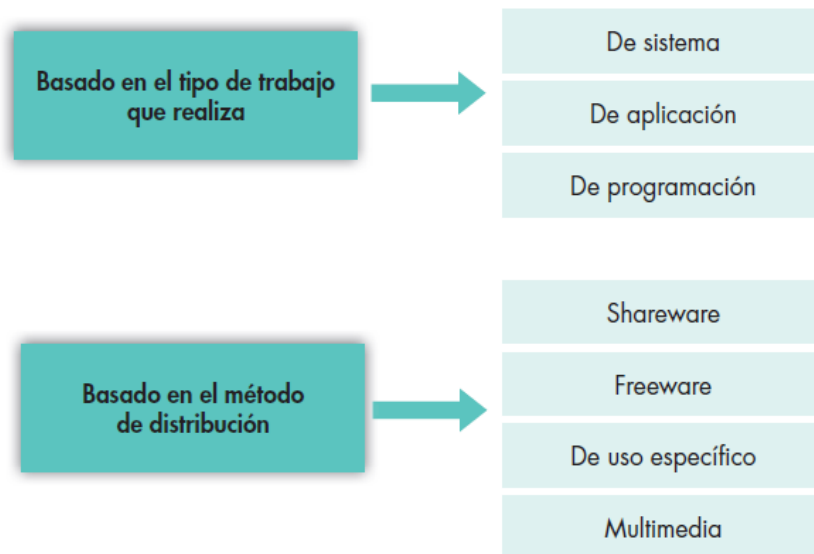 Basado en el tipo de trabajo
que realiza
De sistema
De aplicación
De programación
Basado en el método
de distribución
Shareware
Freeware
De uso específico
Multimedia